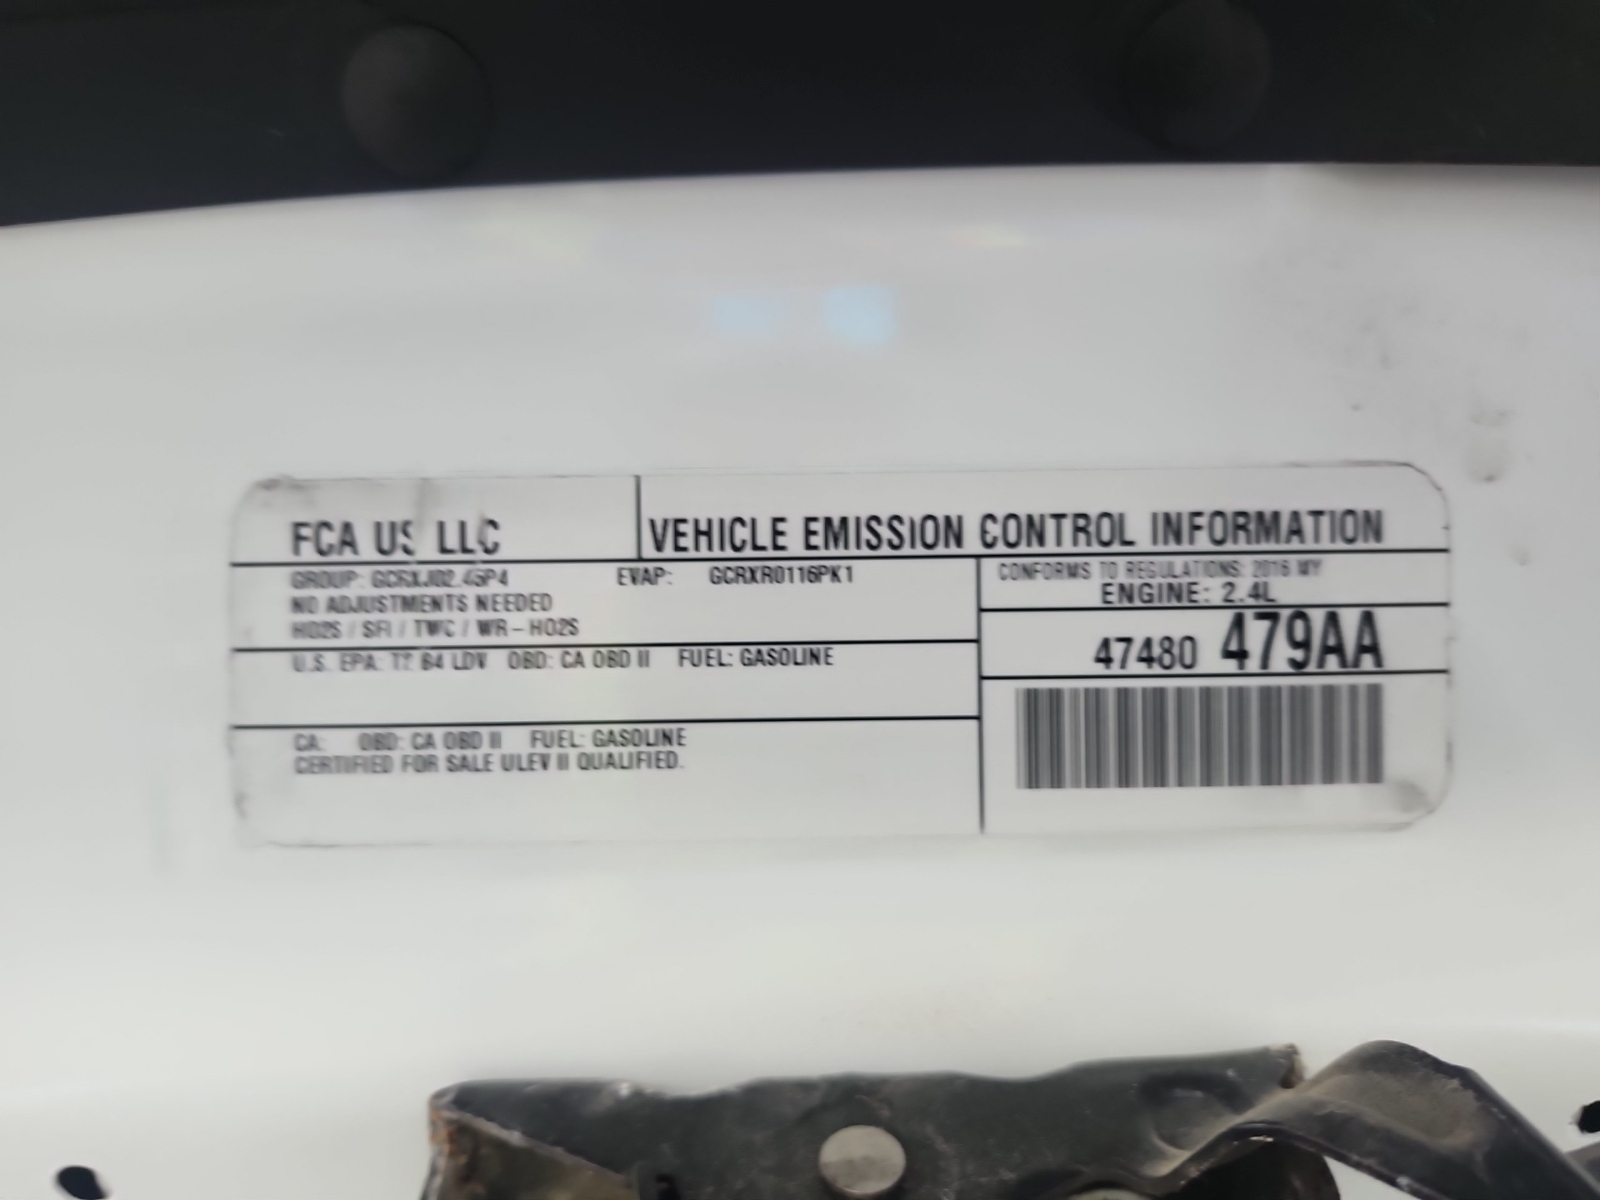 FCA US LLC
VEHICLE EMISSION CONTROL INFORMATION
GROUP: GCRXJ02.45P4 EVAP: GCRXR0116PK1
NO ADJUSTMENTS NEEDED
HO2S / SFI / TWC / WR-HO2S
U.S. EPA: T2 B4 LDV OBD: CA OBD II FUEL: GASOLINE
CA: OBD: CA OBD II FUEL: GASOLINE
CERTIFIED FOR SALE ULEV II QUALIFIED.
CONFORMS TO REGULATIONS: 2016 MY
ENGINE: 2.4L
47480 479AA